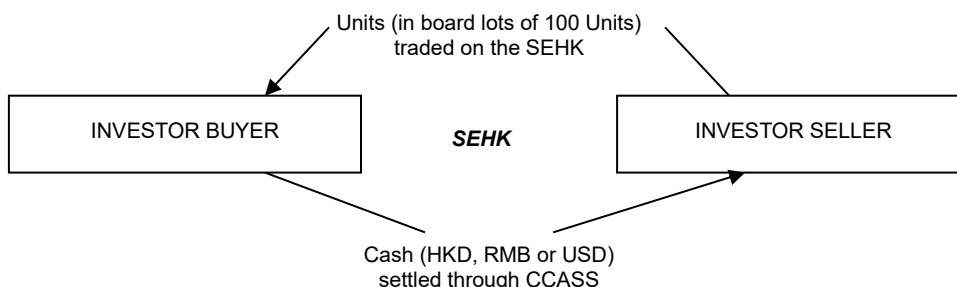 Units (in board lots of 100 Units)
traded on the SEHK
INVESTOR BUYER
SEHK
INVESTOR SELLER
Cash (HKD, RMB or USD)
settled through CCASS